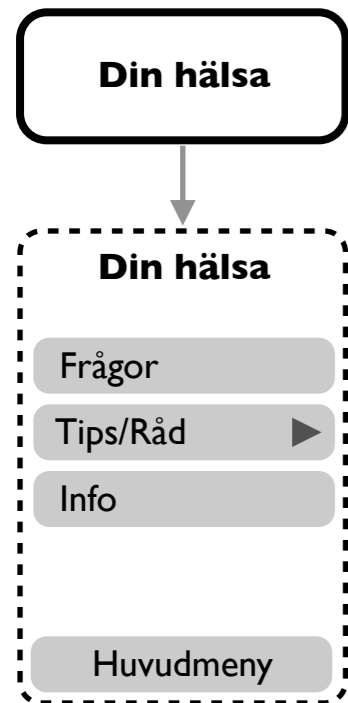 Din hälsa
Din hälsa
Frågor
Tips/Råd
Info
Huvudmeny